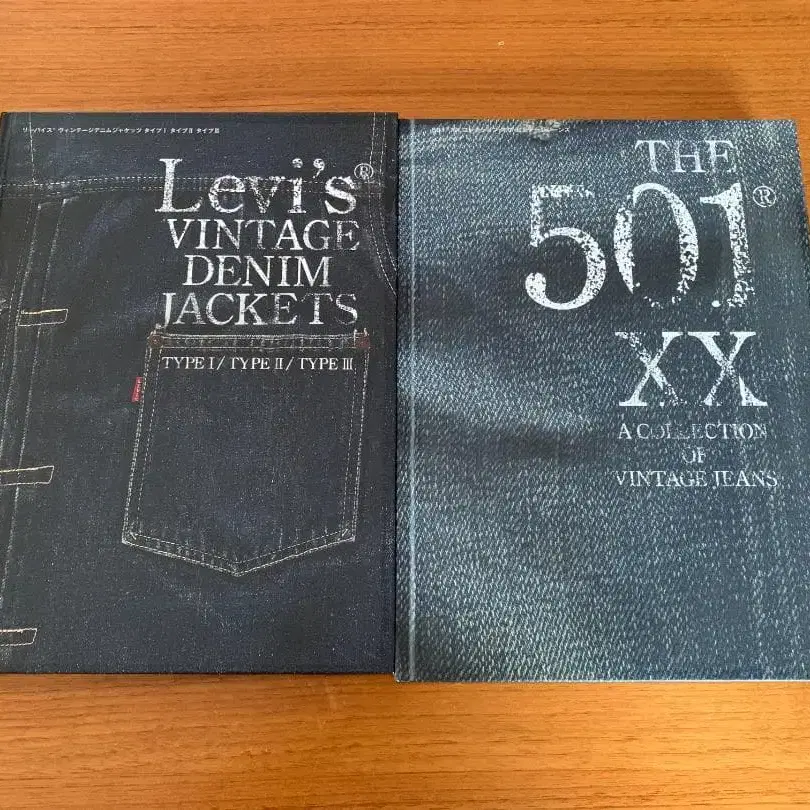 リーバイス® ヴィンテージデニムジャケッツ タイプⅠ タイプⅡ タイプⅢ
Levi's®
VINTAGE
DENIM
JACKETS
TYPE Ⅰ / TYPE Ⅱ / TYPE Ⅲ
THE
501®
XX
A COLLECTION
OF
VINTAGE JEANS